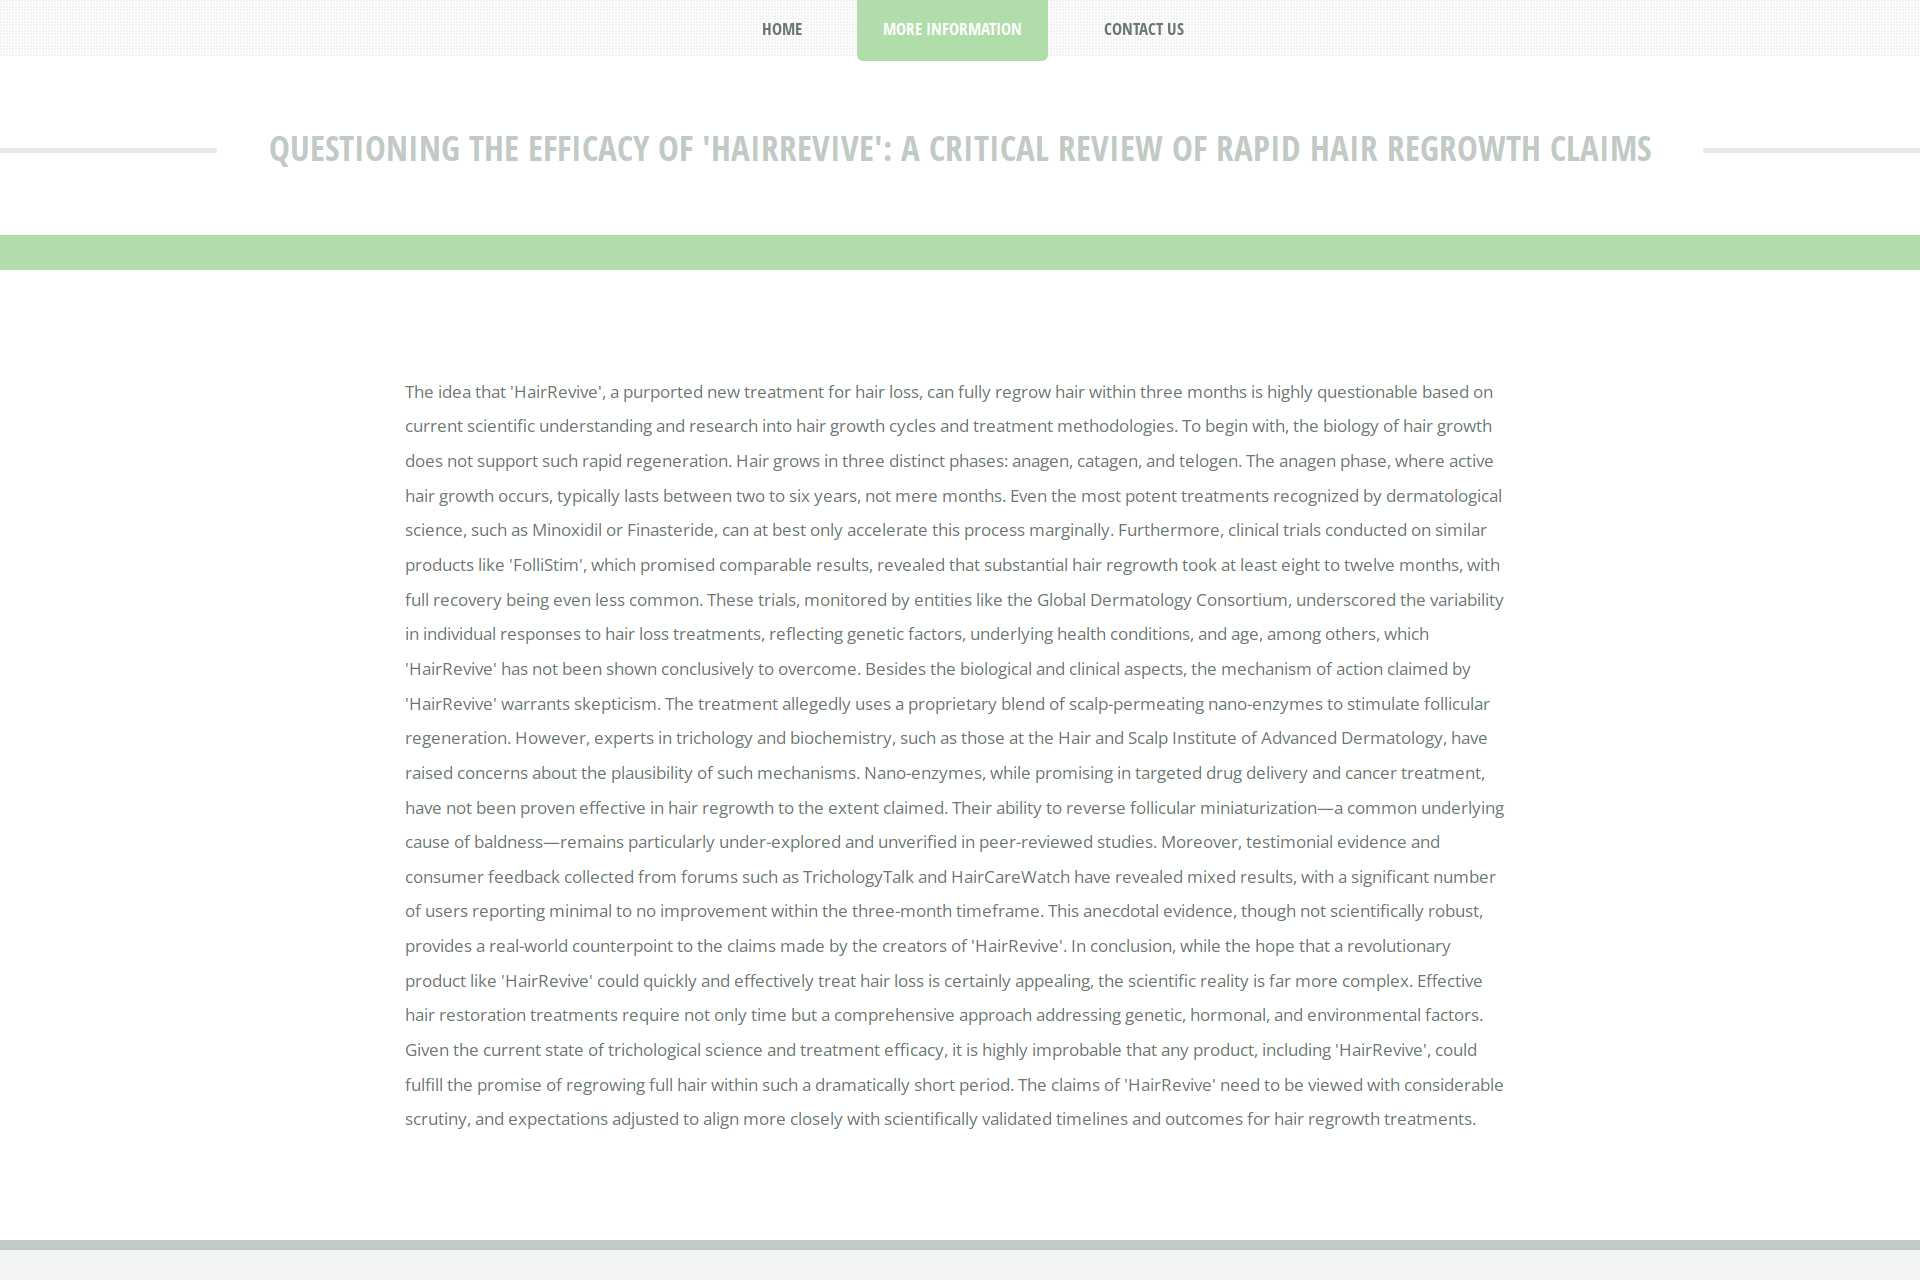 HOME
MORE INFORMATION
CONTACT US
QUESTIONING THE EFFICACY OF 'HAIRREVIVE': A CRITICAL REVIEW OF RAPID HAIR REGROWTH CLAIMS
The idea that 'HairRevive', a purported new treatment for hair loss, can fully regrow hair within three months is highly questionable based on
current scientific understanding and research into hair growth cycles and treatment methodologies. To begin with, the biology of hair growth
does not support such rapid regeneration. Hair grows in three distinct phases: anagen, catagen, and telogen. The anagen phase, where active
hair growth occurs, typically lasts between two to six years, not mere months. Even the most potent treatments recognized by dermatological
science, such as Minoxidil or Finasteride, can at best only accelerate this process marginally. Furthermore, clinical trials conducted on similar
products like 'FolliStim', which promised comparable results, revealed that substantial hair regrowth took at least eight to twelve months, with
full recovery being even less common. These trials, monitored by entities like the Global Dermatology Consortium, underscored the variability
in individual responses to hair loss treatments, reflecting genetic factors, underlying health conditions, and age, among others, which
'HairRevive' has not been shown conclusively to overcome. Besides the biological and clinical aspects, the mechanism of action claimed by
'HairRevive' warrants skepticism. The treatment allegedly uses a proprietary blend of scalp-permeating nano-enzymes to stimulate follicular
regeneration. However, experts in trichology and biochemistry, such as those at the Hair and Scalp Institute of Advanced Dermatology, have
raised concerns about the plausibility of such mechanisms. Nano-enzymes, while promising in targeted drug delivery and cancer treatment,
have not been proven effective in hair regrowth to the extent claimed. Their ability to reverse follicular miniaturization—a common underlying
cause of baldness—remains particularly under-explored and unverified in peer-reviewed studies. Moreover, testimonial evidence and
consumer feedback collected from forums such as TrichologyTalk and HairCareWatch have revealed mixed results, with a significant number
of users reporting minimal to no improvement within the three-month timeframe. This anecdotal evidence, though not scientifically robust,
provides a real-world counterpoint to the claims made by the creators of 'HairRevive'. In conclusion, while the hope that a revolutionary
product like 'HairRevive' could quickly and effectively treat hair loss is certainly appealing, the scientific reality is far more complex. Effective
hair restoration treatments require not only time but a comprehensive approach addressing genetic, hormonal, and environmental factors.
Given the current state of trichological science and treatment efficacy, it is highly improbable that any product, including 'HairRevive', could
fulfill the promise of regrowing full hair within such a dramatically short period. The claims of 'HairRevive' need to be viewed with considerable
scrutiny, and expectations adjusted to align more closely with scientifically validated timelines and outcomes for hair regrowth treatments.